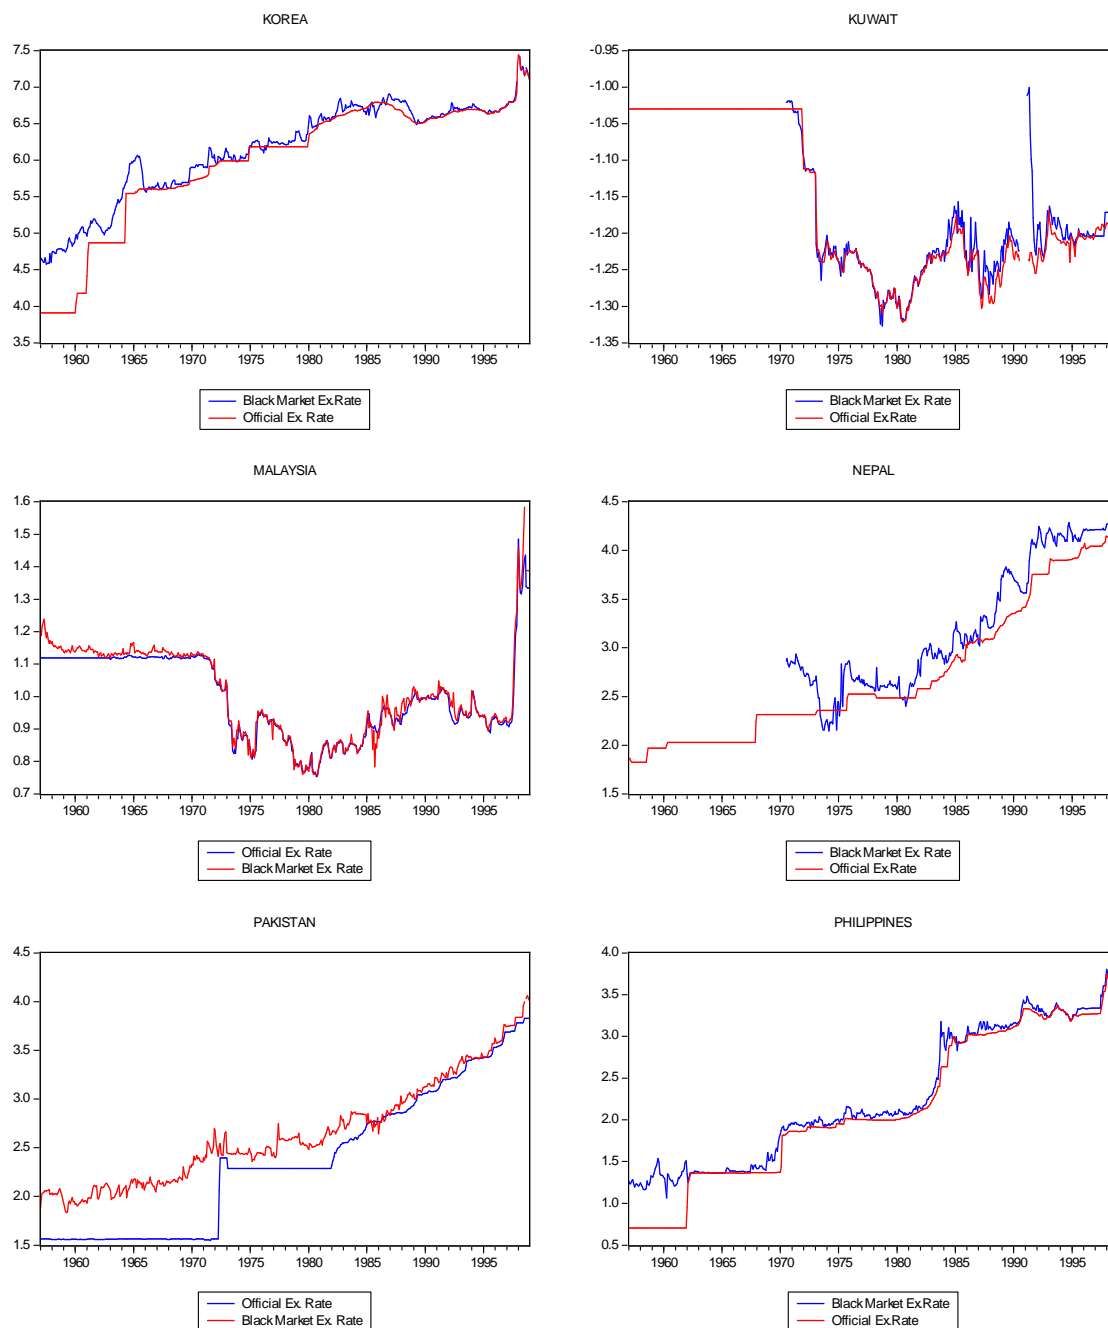 KOREA
7.5
7.0
6.5
6.0
5.5
5.0
4.5
4.0
3.5
1960 1965 1970 1975 1980 1985 1990 1995
Black Market Ex.Rate
Official Ex. Rate
KUWAIT
-0.95
-1.00
-1.05
-1.10
-1.15
-1.20
-1.25
-1.30
-1.35
1960 1965 1970 1975 1980 1985 1990 1995
Black Market Ex. Rate
Official Ex.Rate
MALAYSIA
1.6
1.5
1.4
1.3
1.2
1.1
1.0
0.9
0.8
0.7
1960 1965 1970 1975 1980 1985 1990 1995
Official Ex. Rate
Black Market Ex. Rate
NEPAL
4.5
4.0
3.5
3.0
2.5
2.0
1.5
1960 1965 1970 1975 1980 1985 1990 1995
Black Market Ex. Rate
Official Ex.Rate
PAKISTAN
4.5
4.0
3.5
3.0
2.5
2.0
1.5
1960 1965 1970 1975 1980 1985 1990 1995
Official Ex. Rate
Black Market Ex. Rate
PHILIPPINES
4.0
3.5
3.0
2.5
2.0
1.5
1.0
0.5
1960 1965 1970 1975 1980 1985 1990 1995
Black Market Ex.Rate
Official Ex.Rate